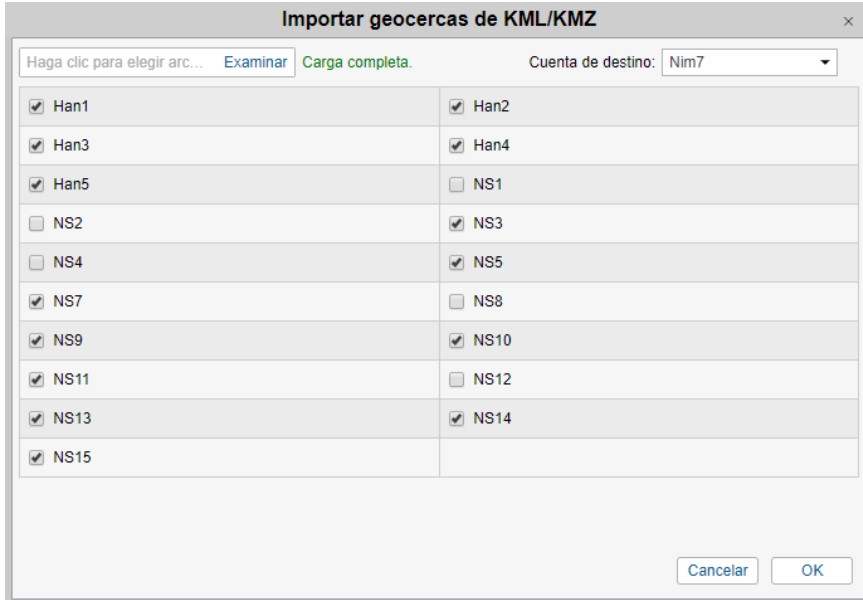 Importar geocercas de KML/KMZ
Haga clic para elegir arc... Examinar Carga completa. Cuenta de destino: Nim7
Han1 Han2
Han3 Han4
Han5 NS1
NS2 NS3
NS4 NS5
NS7 NS8
NS9 NS10
NS11 NS12
NS13 NS14
NS15
Cancelar OK